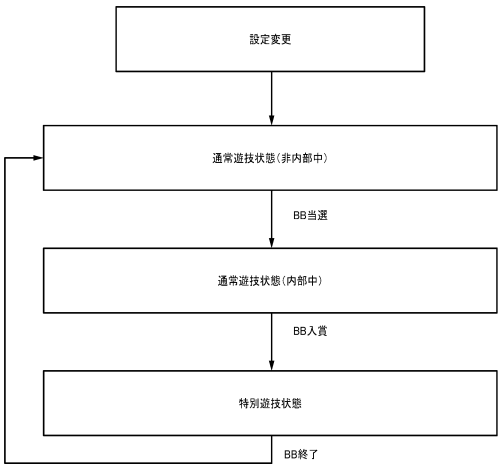 設定変更
通常遊技状態(非内部中)
BB当選
通常遊技状態(内部中)
BB入賞
特別遊技状態
BB終了